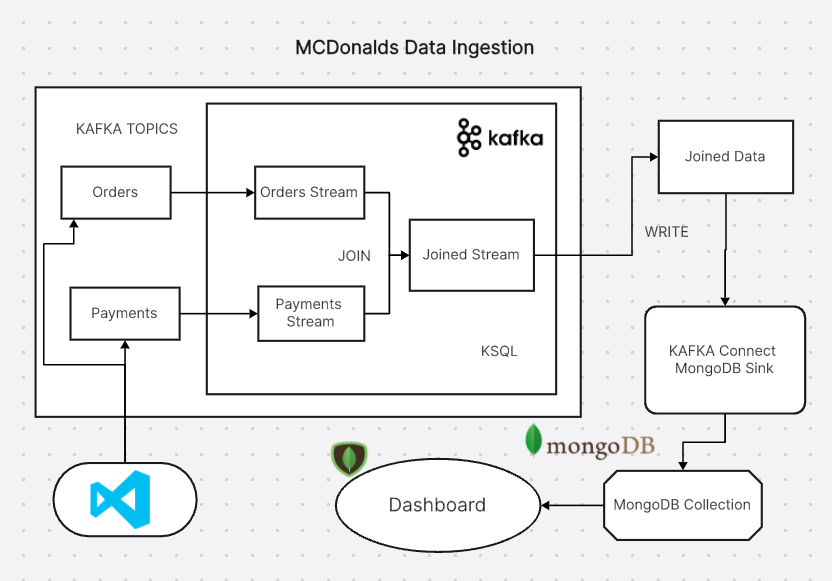 MCDonalds Data Ingestion
KAFKA TOPICS
kafka
Orders
Orders Stream
JOIN
Joined Stream
Payments
Payments
Stream
KSQL
Joined Data
WRITE
KAFKA Connect
MongoDB Sink
mongoDB
MongoDB Collection
Dashboard